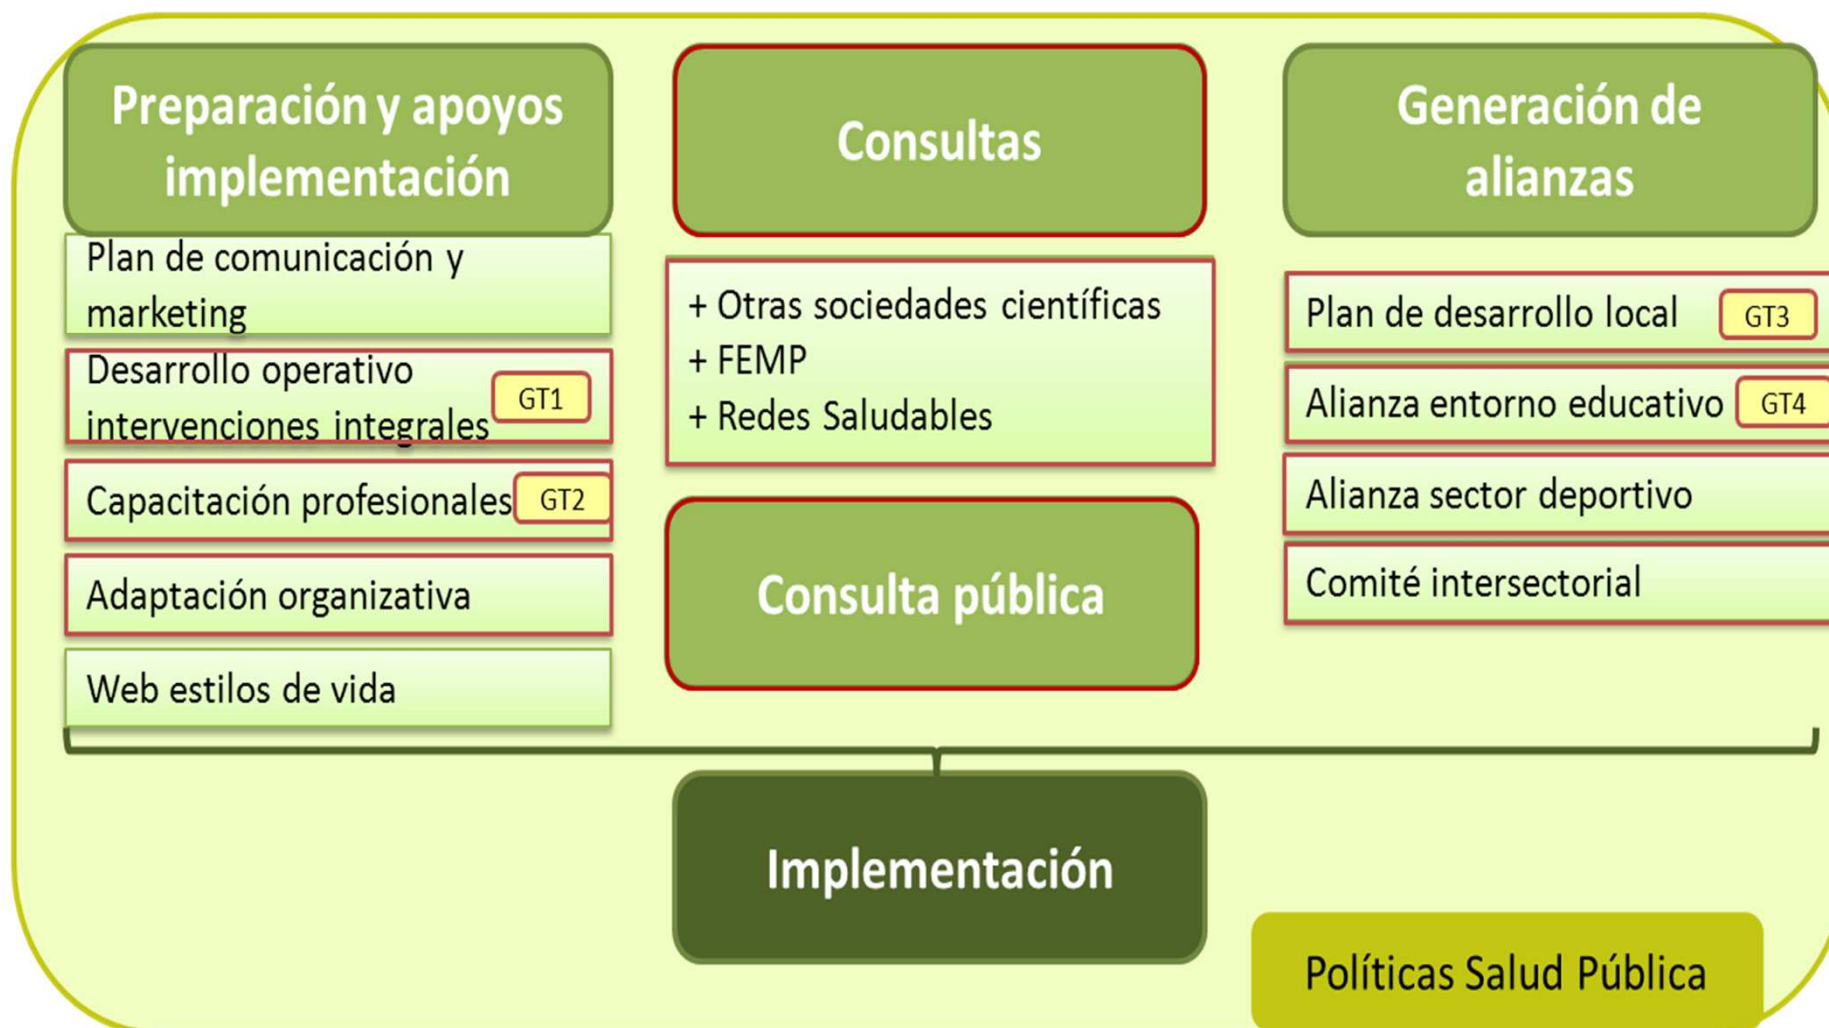 Preparación y apoyos
implementación
Plan de comunicación y
marketing
Desarrollo operativo
intervenciones integrales
GT1
Capacitación profesionales
GT2
Adaptación organizativa
Web estilos de vida
Consultas
+ Otras sociedades científicas
+ FEMP
+ Redes Saludables
Consulta pública
Generación de
alianzas
Plan de desarrollo local
GT3
Alianza entorno educativo
GT4
Alianza sector deportivo
Comité intersectorial
Implementación
Políticas Salud Pública